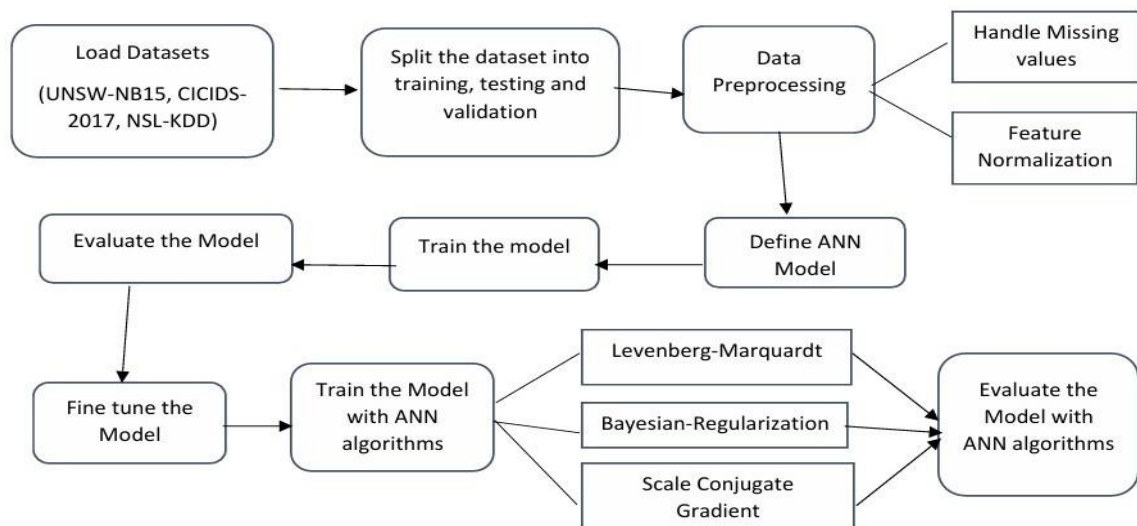 Load Datasets
(UNSW-NB15, CICIDS-
2017, NSL-KDD)
Split the dataset into
training, testing and
validation
Data
Preprocessing
Handle Missing
values
Feature
Normalization
Evaluate the Model
Train the model
Define ANN
Model
Fine tune the
Model
Train the Model
with ANN
algorithms
Levenberg-Marquardt
Bayesian-Regularization
Scale Conjugate
Gradient
Evaluate the
Model with
ANN algorithms